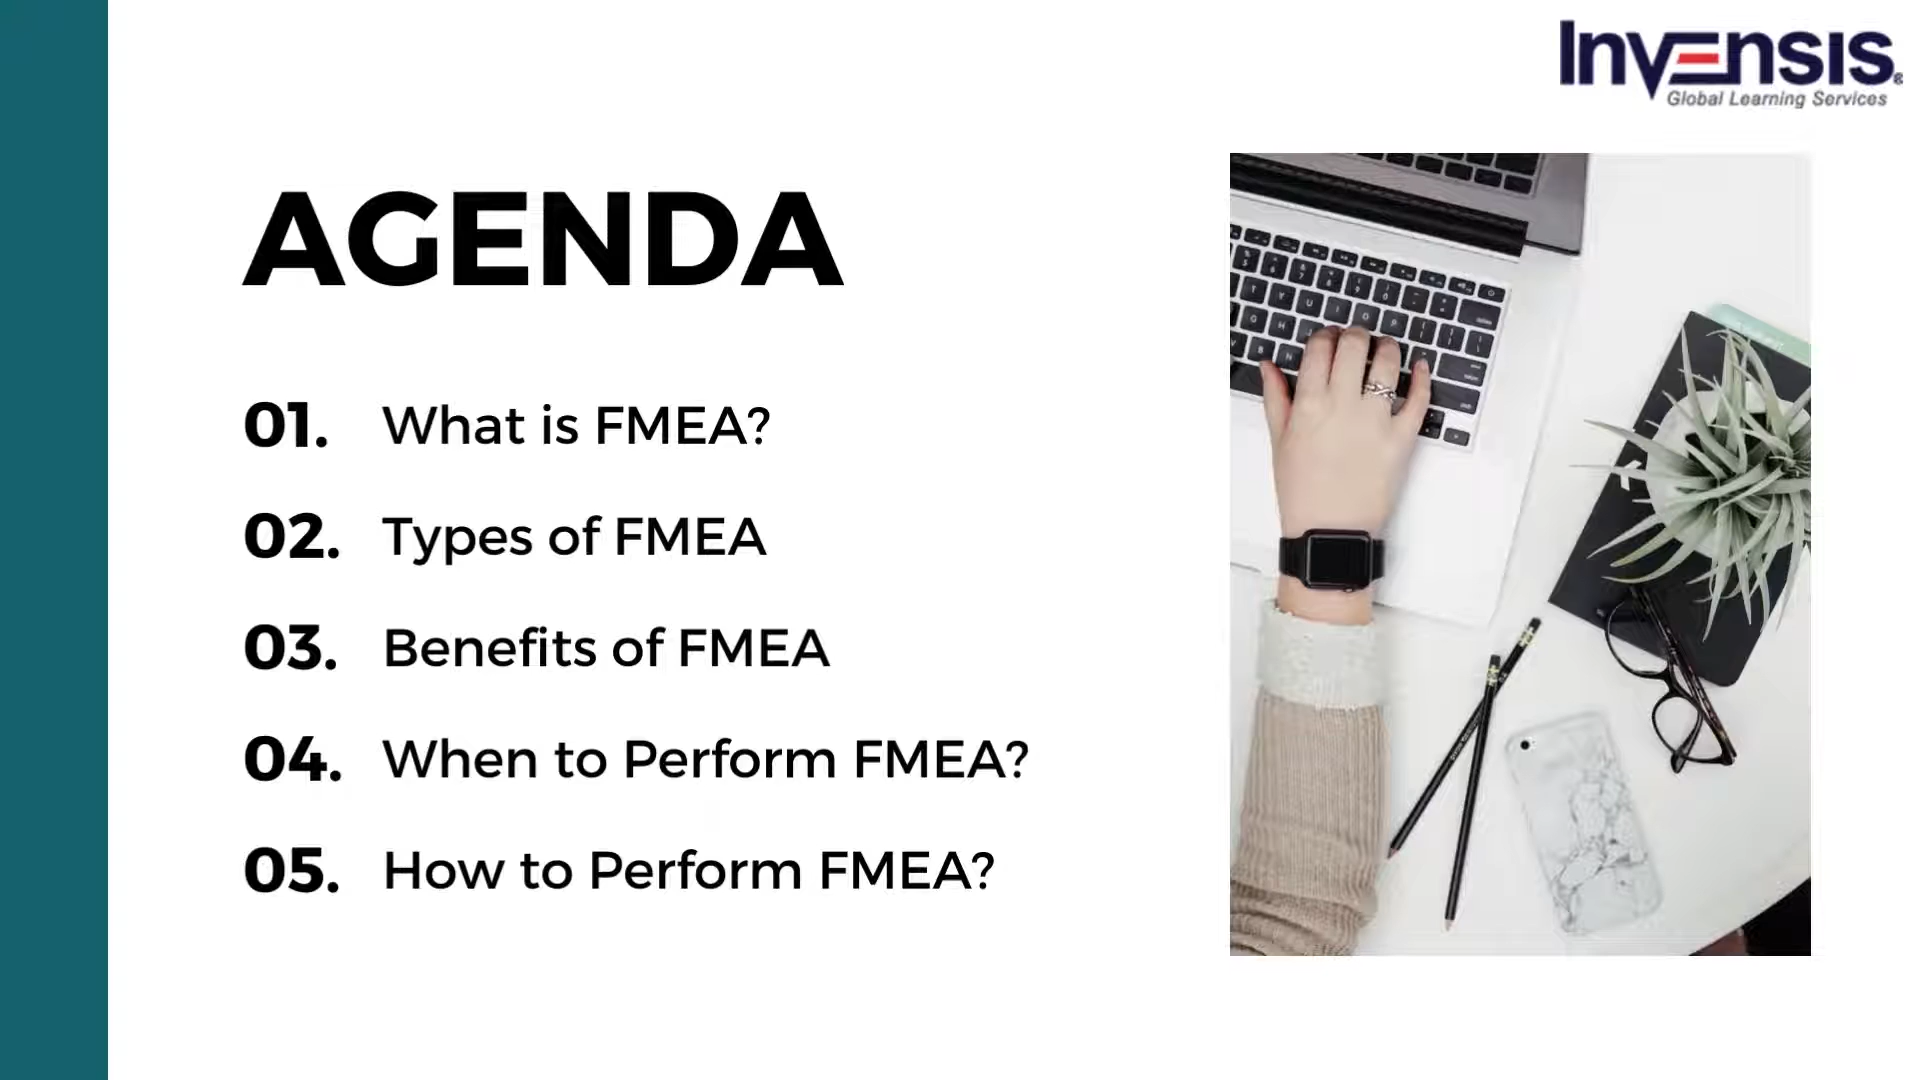 Invensis
Global Learning Services
AGENDA
01. What is FMEA?
02. Types of FMEA
03. Benefits of FMEA
04. When to Perform FMEA?
05. How to Perform FMEA?